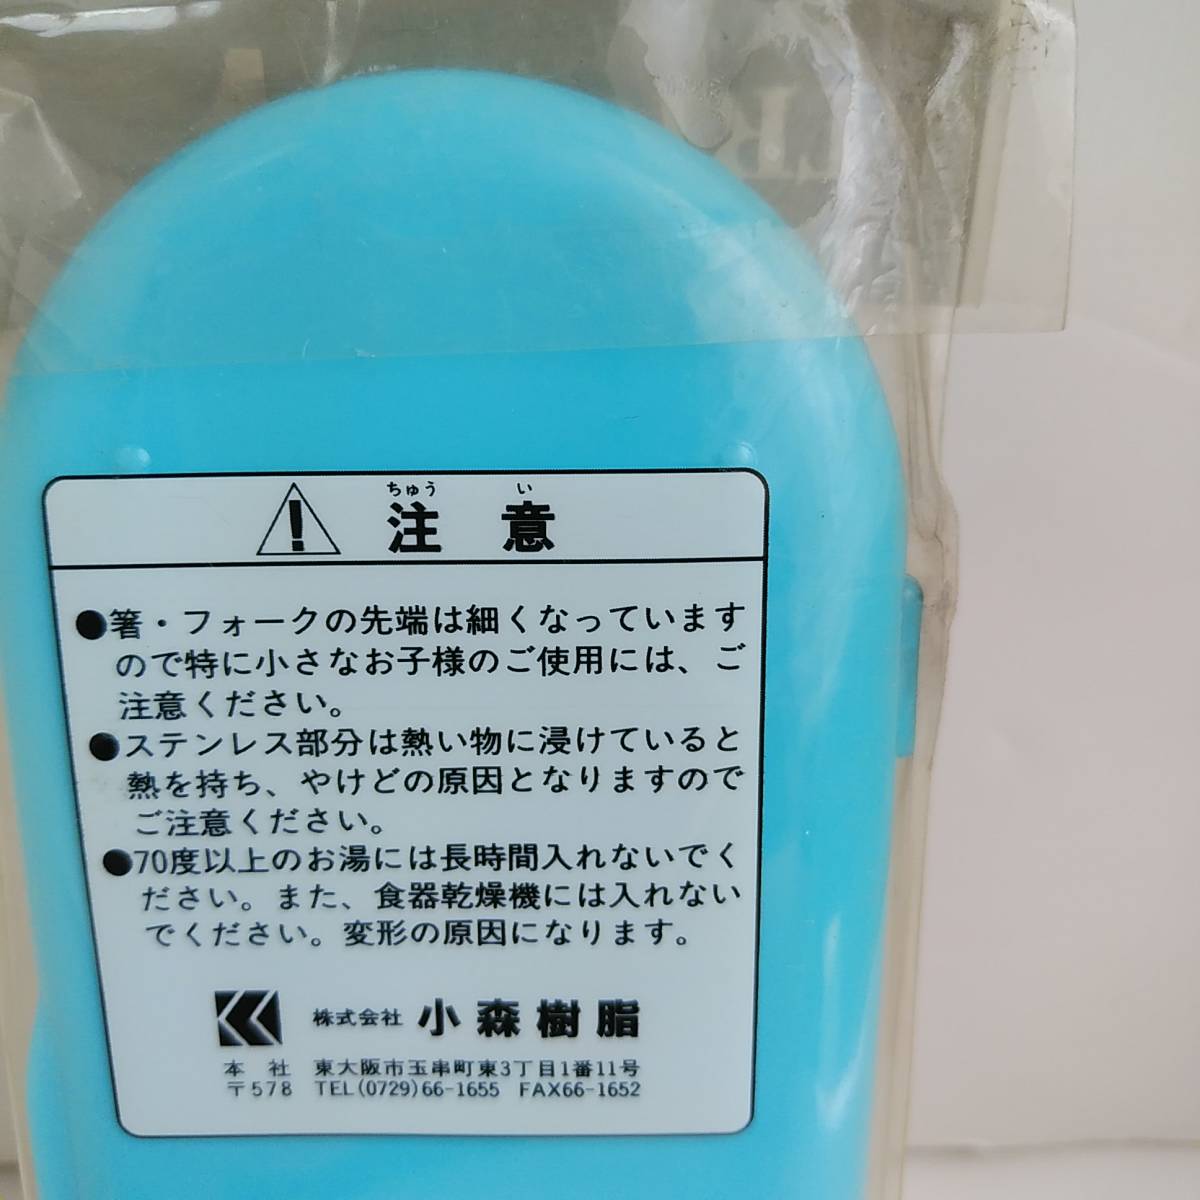 ちゅう い
注 意
●箸・フォークの先端は細くなっています
ので特に小さなお子様のご使用には、ご
注意ください。
●ステンレス部分は熱い物に浸けていると
熱を持ち、やけどの原因となりますので
ご注意ください。
●70度以上のお湯には長時間入れないでく
ださい。また、食器乾燥機には入れない
でください。変形の原因になります。
株式会社 小森樹脂
本 社 東大阪市玉串町東3丁目1番11号
〒578 TEL(0729)66-1655 FAX66-1652